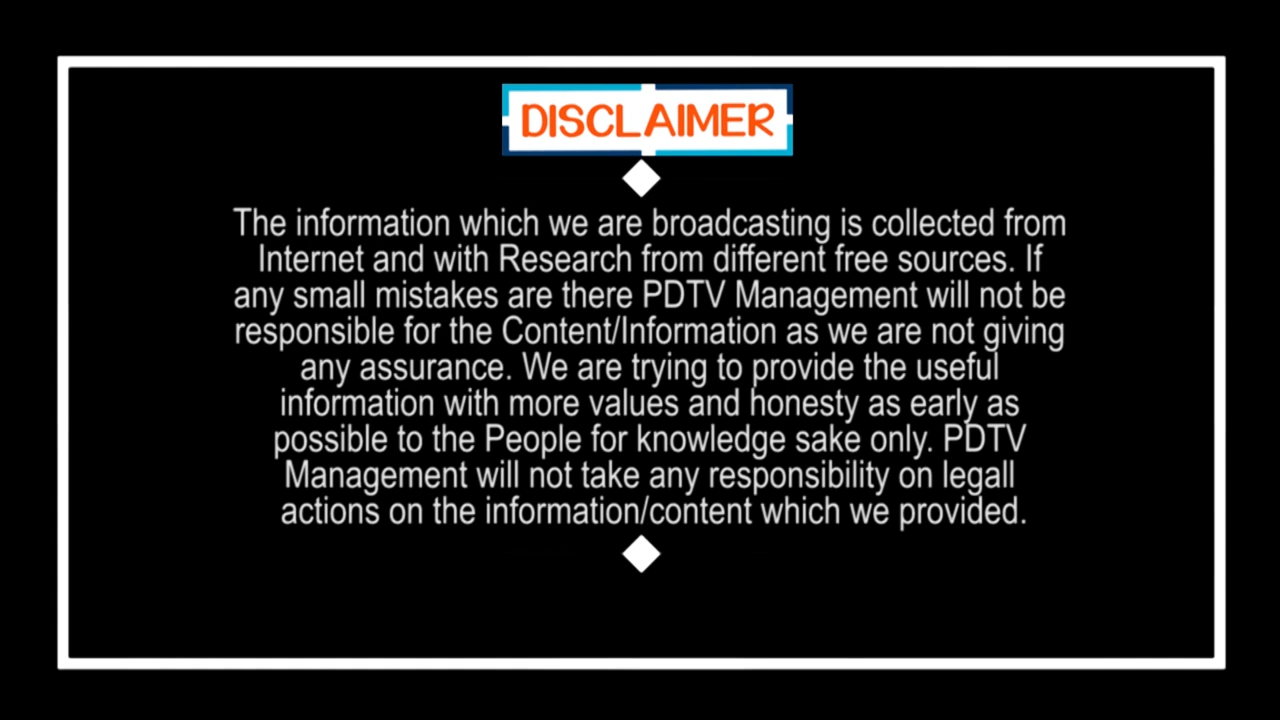 DISCLAIMER
The information which we are broadcasting is collected from
Internet and with Research from different free sources. If
any small mistakes are there PDTV Management will not be
responsible for the Content/Information as we are not giving
any assurance. We are trying to provide the useful
information with more values and honesty as early as
possible to the People for knowledge sake only. PDTV
Management will not take any responsibility on legall
actions on the information/content which we provided.